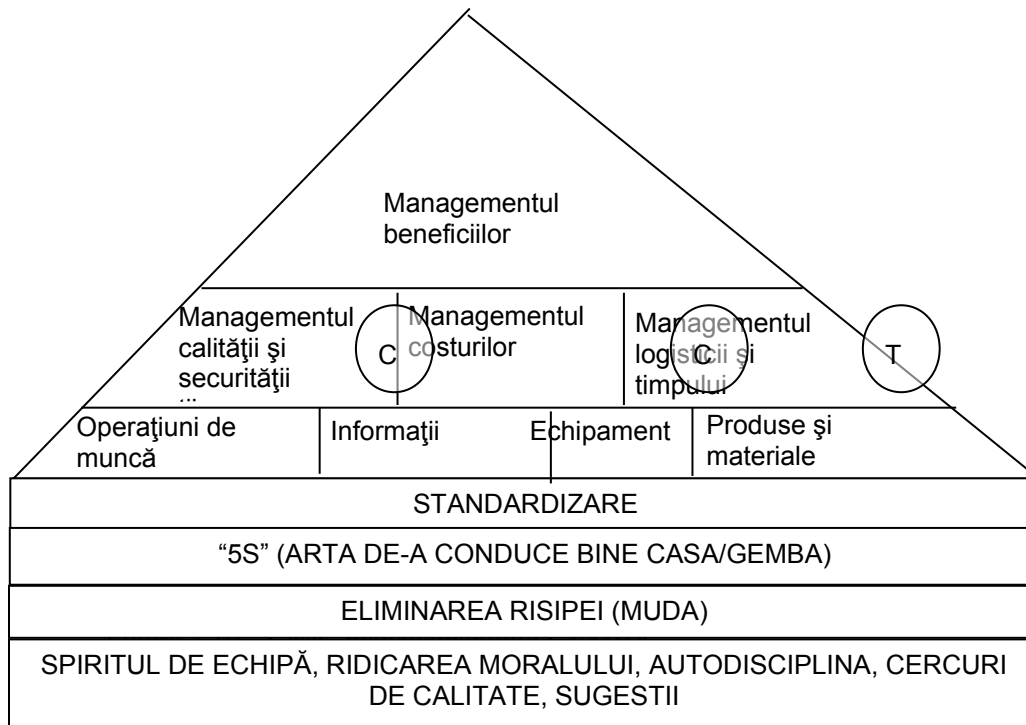 Managementul
beneficiilor
Managementul
calităţii şi
securităţii
C
Managementul
costurilor
Managementul
logisticii şi
timpului
C
T
Operaţiuni de
muncă
Informaţii
Echipament
Produse şi
materiale
STANDARDIZARE
“5S” (ARTA DE-A CONDUCE BINE CASA/GEMBA)
ELIMINAREA RISIPEI (MUDA)
SPIRITUL DE ECHIPĂ, RIDICAREA MORALULUI, AUTODISCIPLINA, CERCURI
DE CALITATE, SUGESTII